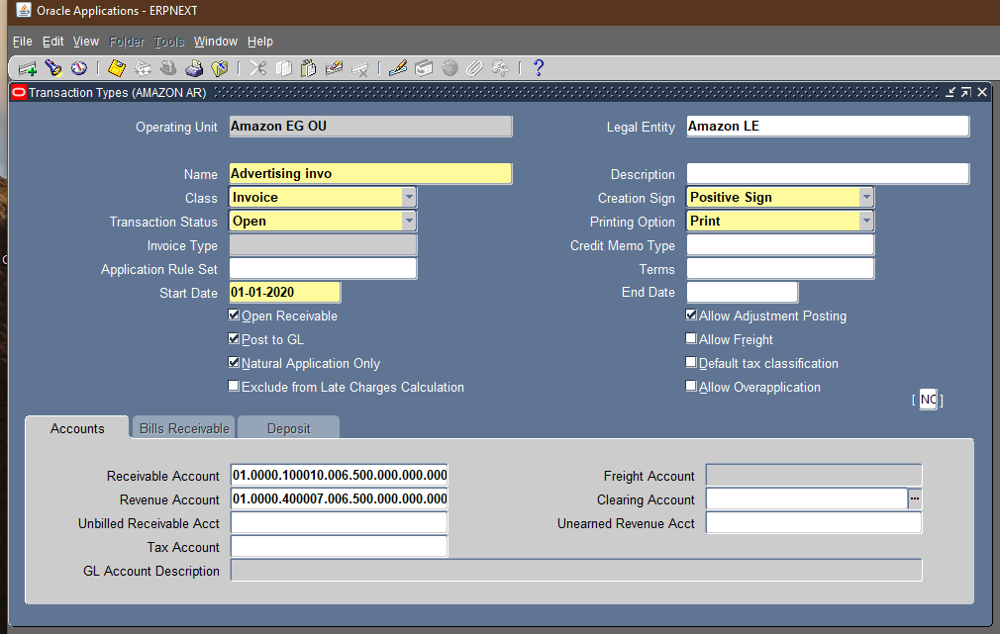 Oracle Applications - ERPNEXT
File Edit View Folder Tools Window Help
Transaction Types (AMAZON AR)
Operating Unit Amazon EG OU Legal Entity Amazon LE
Name Advertising invo Description
Class Invoice Creation Sign Positive Sign
Transaction Status Open Printing Option Print
Invoice Type Credit Memo Type
Application Rule Set Terms
Start Date 01-01-2020 End Date
Open Receivable Allow Adjustment Posting
Post to GL Allow Freight
Natural Application Only Default tax classification
Exclude from Late Charges Calculation Allow Overapplication
[ NO ]
Accounts Bills Receivable Deposit
Receivable Account 01.0000.100010.006.500.000.000.000 Freight Account
Revenue Account 01.0000.400007.006.500.000.000.000 Clearing Account ...
Unbilled Receivable Acct Unearned Revenue Acct
Tax Account
GL Account Description